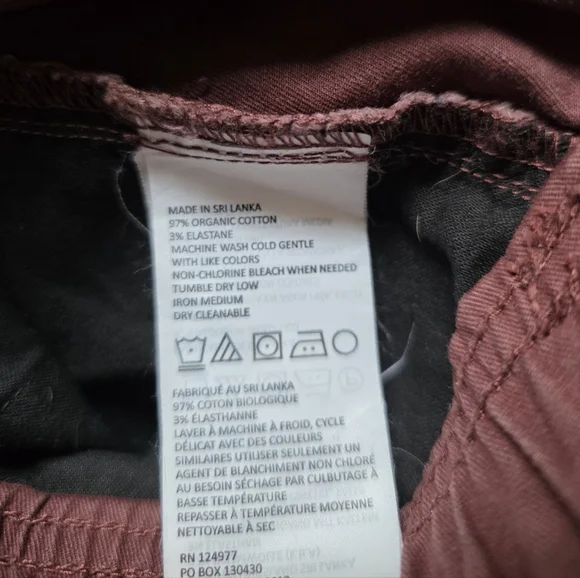 MADE IN SRI LANKA
97% ORGANIC COTTON
3% ELASTANE
MACHINE WASH COLD GENTLE
WITH LIKE COLORS
NON-CHLORINE BLEACH WHEN NEEDED
TUMBLE DRY LOW
IRON MEDIUM
DRY CLEANABLE
FABRIQUÉ AU SRI LANKA
97% COTON BIOLOGIQUE
3% ÉLASTHANNE
LAVER À MACHINE À FROID, CYCLE
DÉLICAT AVEC DES COULEURS
SIMILAIRES UTILISER SEULEMENT UN
AGENT DE BLANCHIMENT NON CHLORÉ
AU BESOIN SÉCHAGE PAR CULBUTAGE À
BASSE TEMPÉRATURE
REPASSER À TEMPÉRATURE MOYENNE
NETTOYABLE À SEC
RN 124977
PO BOX 130430